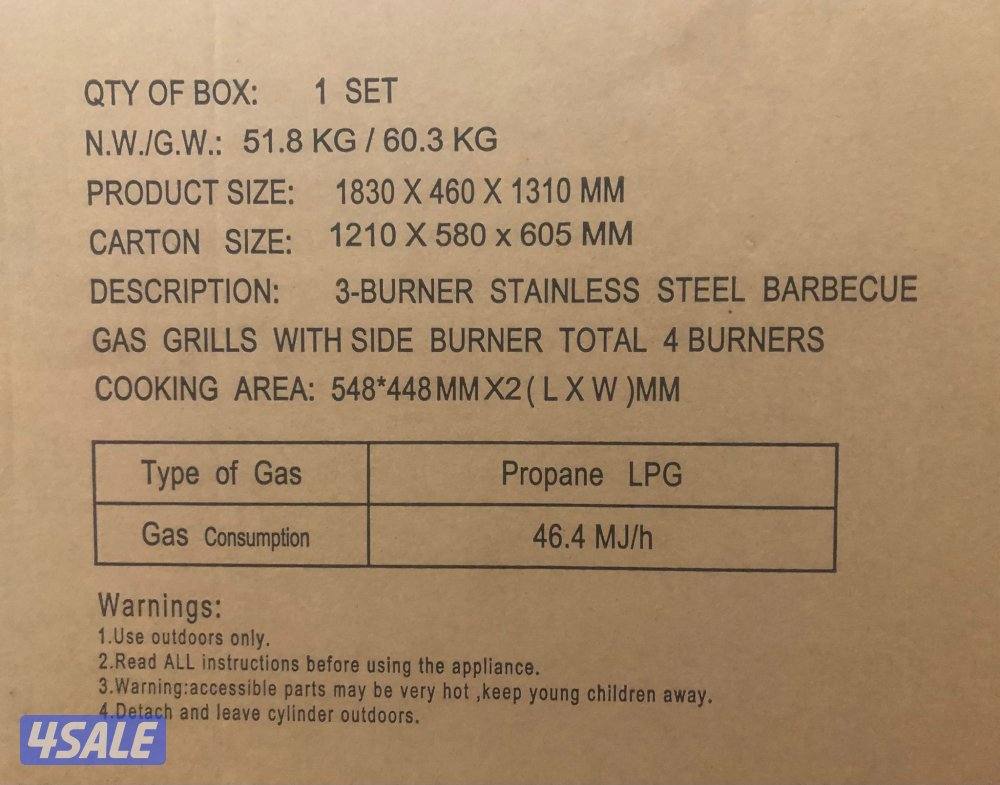 QTY OF BOX: 1 SET
N.W./G.W.: 51.8 KG / 60.3 KG
PRODUCT SIZE: 1830 X 460 X 1310 MM
CARTON SIZE: 1210 X 580 x 605 MM
DESCRIPTION: 3-BURNER STAINLESS STEEL BARBECUE
GAS GRILLS WITH SIDE BURNER TOTAL 4 BURNERS
COOKING AREA: 548*448MM X2 ( L X W )MM
Type of Gas Propane LPG
Gas Consumption 46.4 MJ/h
Warnings:
1.Use outdoors only.
2.Read ALL instructions before using the appliance.
3.Warning:accessible parts may be very hot ,keep young children away.
4.Detach and leave cylinder outdoors.
4SALE